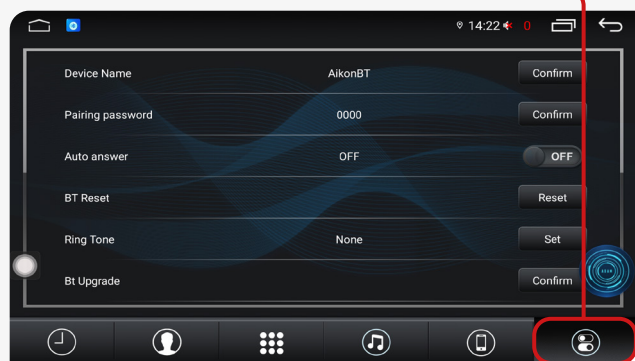 14:22 0
Device Name AikonBT Confirm
Pairing password 0000 Confirm
Auto answer OFF OFF
BT Reset Reset
Ring Tone None Set
Bt Upgrade Confirm